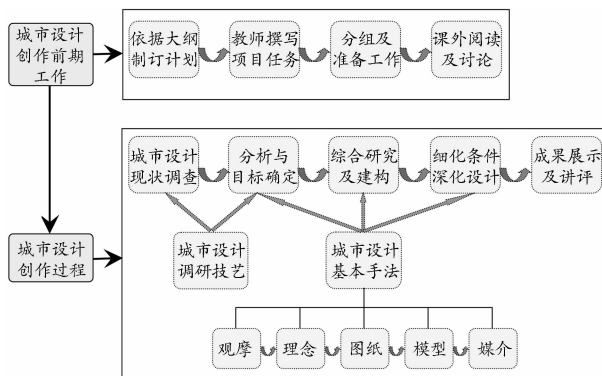 城市设计
创作前期
工作
依据大纲
制订计划
教师撰写
项目任务
分组及
准备工作
课外阅读
及讨论
城市设计
现状调查
分析与
目标确定
综合研究
及建构
细化条件
深化设计
成果展示
及讲评
城市设计
创作过程
城市设计
调研技艺
城市设计
基本手法
观摩
理念
图纸
模型
媒介